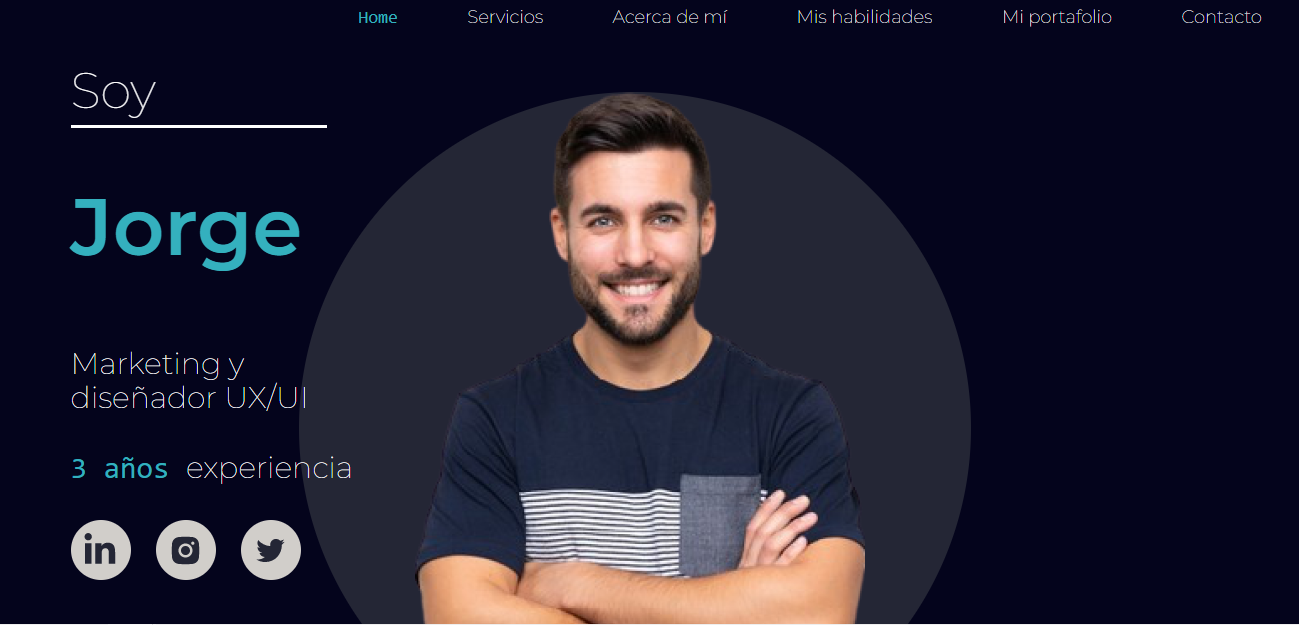 Home Servicios Acerca de mí Mis habilidades Mi portafolio Contacto
Soy
Jorge
Marketing y
diseñador UX/UI
3 años experiencia
in